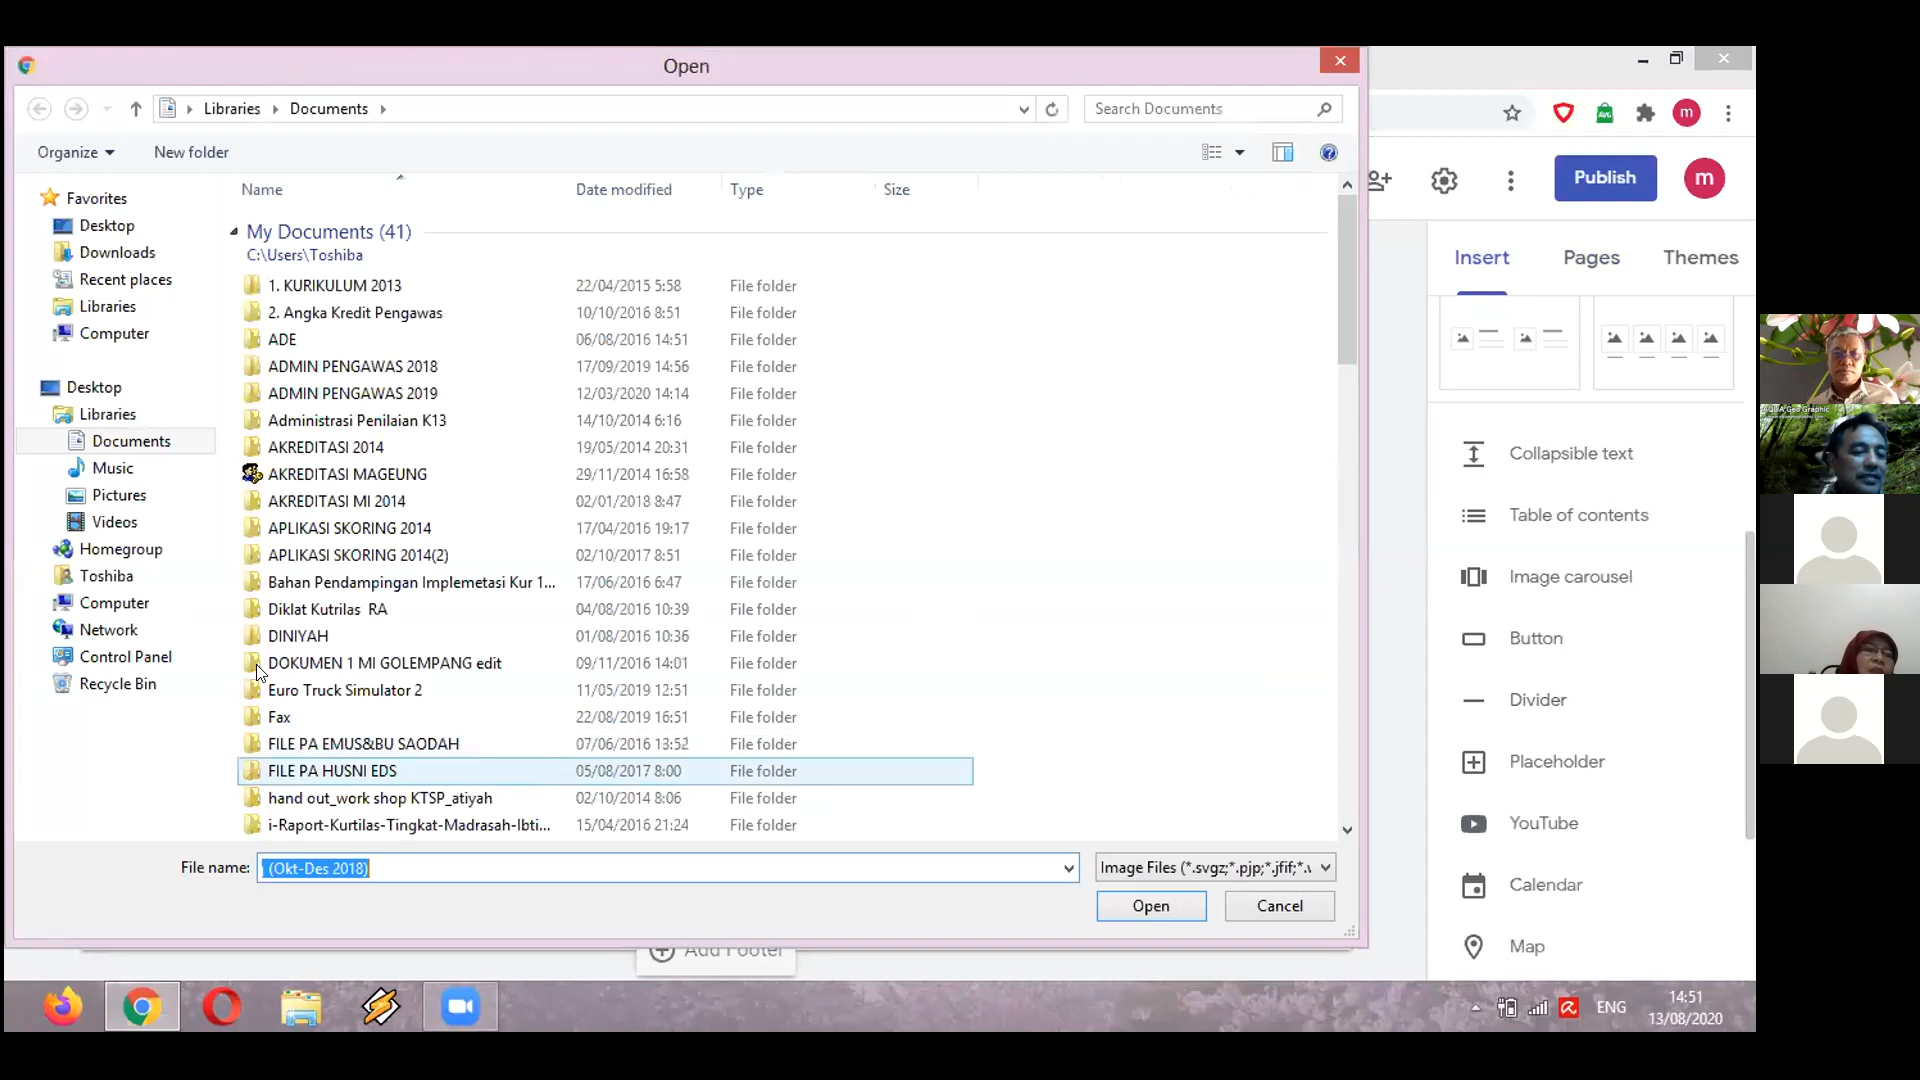 Open
Libraries
Documents
Search Documents
Organize
New folder
Name
Date modified
Type
Size
Favorites
Desktop
Downloads
Recent places
Libraries
Computer
Desktop
Libraries
Documents
Music
Pictures
Videos
Homegroup
Toshiba
Computer
Network
Control Panel
Recycle Bin
My Documents (41)
C:\Users\Toshiba
1. KURIKULUM 2013 22/04/2015 5:58 File folder
2. Angka Kredit Pengawas 10/10/2016 8:51 File folder
ADE 06/08/2016 14:51 File folder
ADMIN PENGAWAS 2018 17/09/2019 14:56 File folder
ADMIN PENGAWAS 2019 12/03/2020 14:14 File folder
Administrasi Penilaian K13 14/10/2014 6:16 File folder
AKREDITASI 2014 19/05/2014 20:31 File folder
AKREDITASI MAGEUNG 29/11/2014 16:58 File folder
AKREDITASI MI 2014 02/01/2018 8:47 File folder
APLIKASI SKORING 2014 17/04/2016 19:17 File folder
APLIKASI SKORING 2014(2) 02/10/2017 8:51 File folder
Bahan Pendampingan Implemetasi Kur 1... 17/06/2016 6:47 File folder
Diklat Kutrilas  RA 04/08/2016 10:39 File folder
DINIYAH 01/08/2016 10:36 File folder
DOKUMEN 1 MI GOLEMPANG edit 09/11/2016 14:01 File folder
Euro Truck Simulator 2 11/05/2019 12:51 File folder
Fax 22/08/2019 16:51 File folder
FILE PA EMUS&BU SAODAH 07/06/2016 13:52 File folder
FILE PA HUSNI EDS 05/08/2017 8:00 File folder
hand out_work shop KTSP_atiyah 02/10/2014 8:06 File folder
i-Raport-Kurtilas-Tingkat-Madrasah-Ibti... 15/04/2016 21:24 File folder
File name: (Okt-Des 2018)
Image Files (*.svgz;*.pjp;*.jfif;*.
Open
Cancel
Add Footer
AVG
m
Publish
m
Insert
Pages
Themes
Collapsible text
Table of contents
Image carousel
Button
Divider
Placeholder
YouTube
Calendar
Map
AQUA Geo Graphic
ENG
14:51
13/08/2020